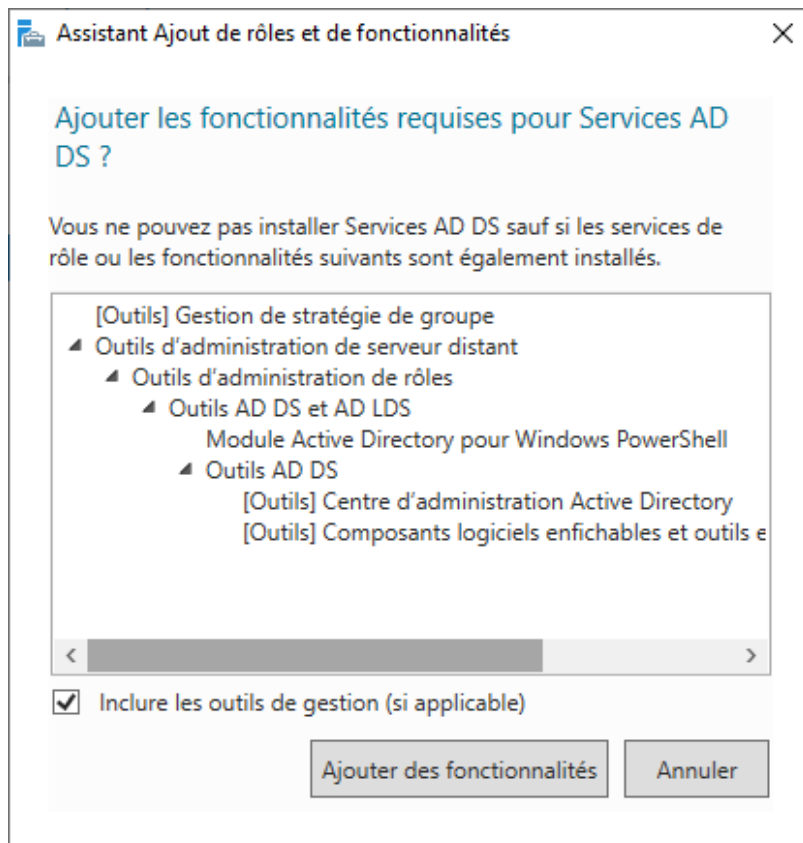 Assistant Ajout de rôles et de fonctionnalités
Ajouter les fonctionnalités requises pour Services AD
DS ?
Vous ne pouvez pas installer Services AD DS sauf si les services de
rôle ou les fonctionnalités suivants sont également installés.
[Outils] Gestion de stratégie de groupe
Outils d’administration de serveur distant
Outils d’administration de rôles
Outils AD DS et AD LDS
Module Active Directory pour Windows PowerShell
Outils AD DS
[Outils] Centre d’administration Active Directory
[Outils] Composants logiciels enfichables et outils e
Inclure les outils de gestion (si applicable)
Ajouter des fonctionnalités
Annuler